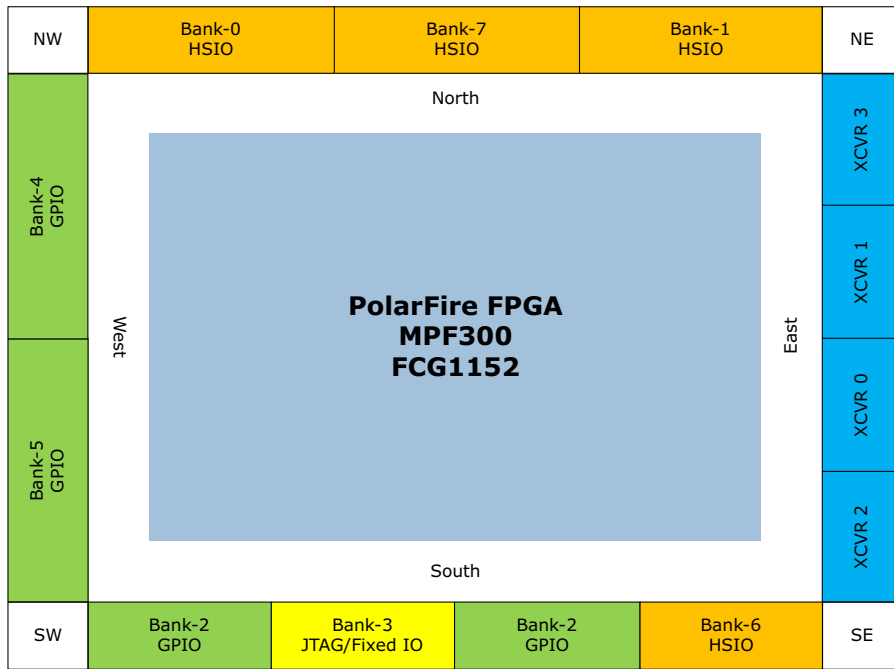 NW
Bank-0
HSIO
Bank-7
HSIO
Bank-1
HSIO
NE
North
Bank-4
GPIO
XCVR 3
XCVR 1
PolarFire FPGA
MPF300
FCG1152
West
East
Bank-5
GPIO
XCVR 0
XCVR 2
South
SW
Bank-2
GPIO
Bank-3
JTAG/Fixed IO
Bank-2
GPIO
Bank-6
HSIO
SE